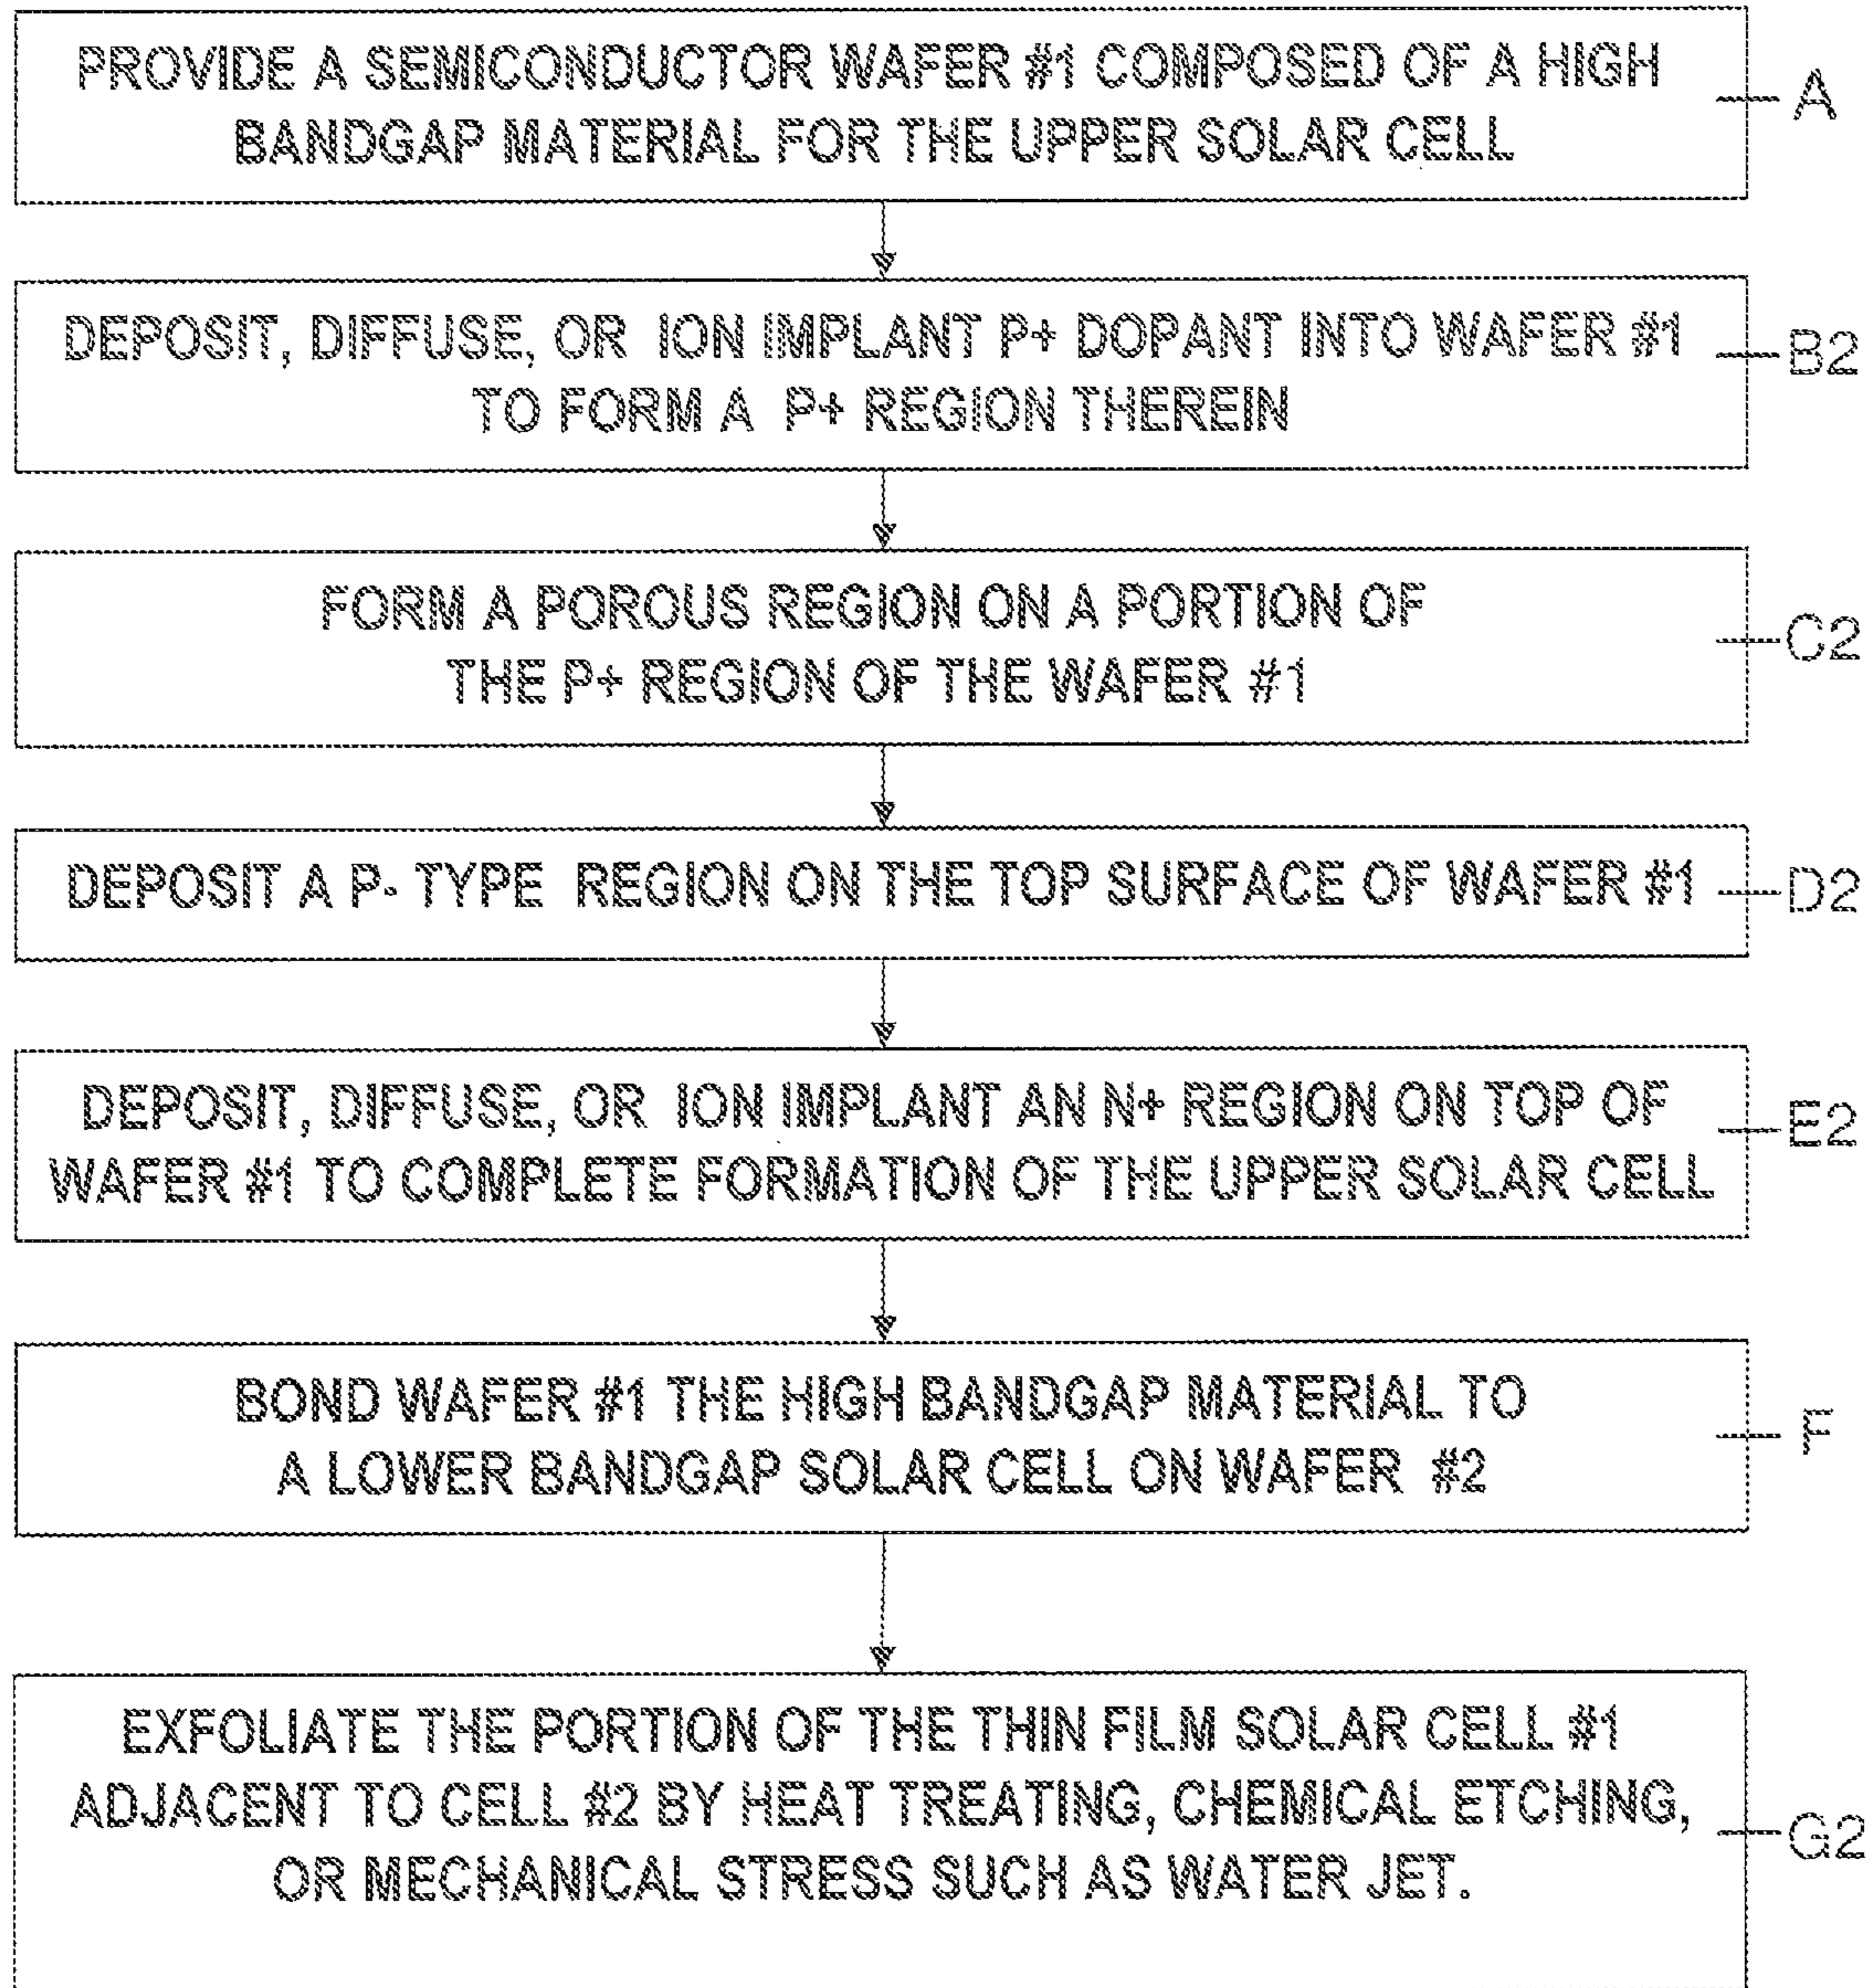 PROVIDE A SEMICONDUCTOR WAFER #1 COMPOSED OF A HIGH
BANDGAP MATERIAL FOR THE UPPER SOLAR CELL
A
DEPOSIT, DIFFUSE, OR ION IMPLANT P+ DOPANT INTO WAFER #1
TO FORM A P+ REGION THEREIN
B2
FORM A POROUS REGION ON A PORTION OF
THE P+ REGION OF THE WAFER #1
C2
DEPOSIT A P- TYPE REGION ON THE TOP SURFACE OF WAFER #1
D2
DEPOSIT, DIFFUSE, OR ION IMPLANT AN N+ REGION ON TOP OF
WAFER #1 TO COMPLETE FORMATION OF THE UPPER SOLAR CELL
E2
BOND WAFER #1 THE HIGH BANDGAP MATERIAL TO
A LOWER BANDGAP SOLAR CELL ON WAFER #2
F
EXFOLIATE THE PORTION OF THE THIN FILM SOLAR CELL #1
ADJACENT TO CELL #2 BY HEAT TREATING, CHEMICAL ETCHING,
OR MECHANICAL STRESS SUCH AS WATER JET.
G2